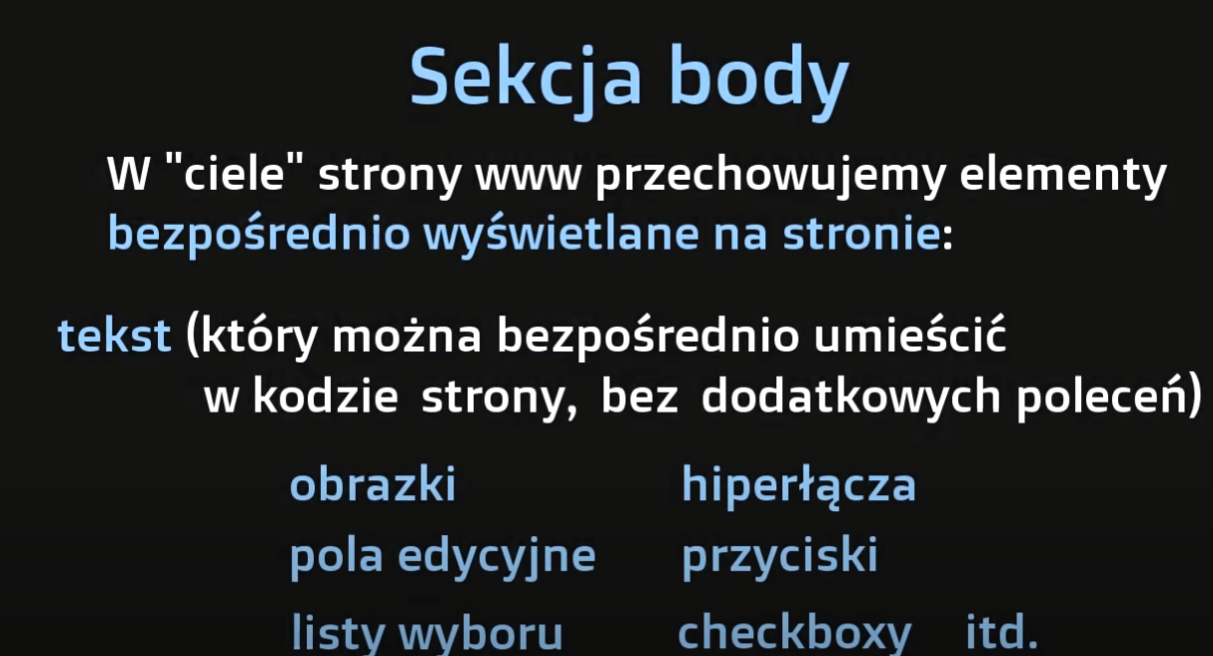 Sekcja body
W "ciele" strony www przechowujemy elementy
bezpośrednio wyświetlane na stronie:
tekst (który można bezpośrednio umieścić
w kodzie strony, bez dodatkowych poleceń)
obrazki hiperłącza
pola edycyjne przyciski
listy wyboru checkboxy itd.